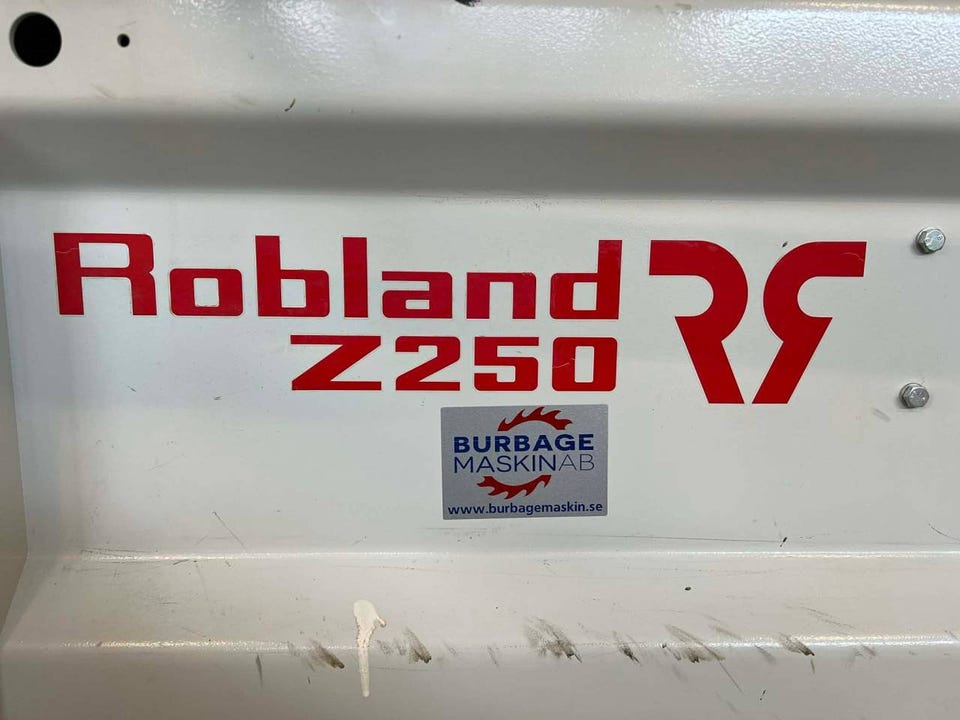 Robland
Z250
BURBAGE
MASKINAB
www.burbagemaskin.se